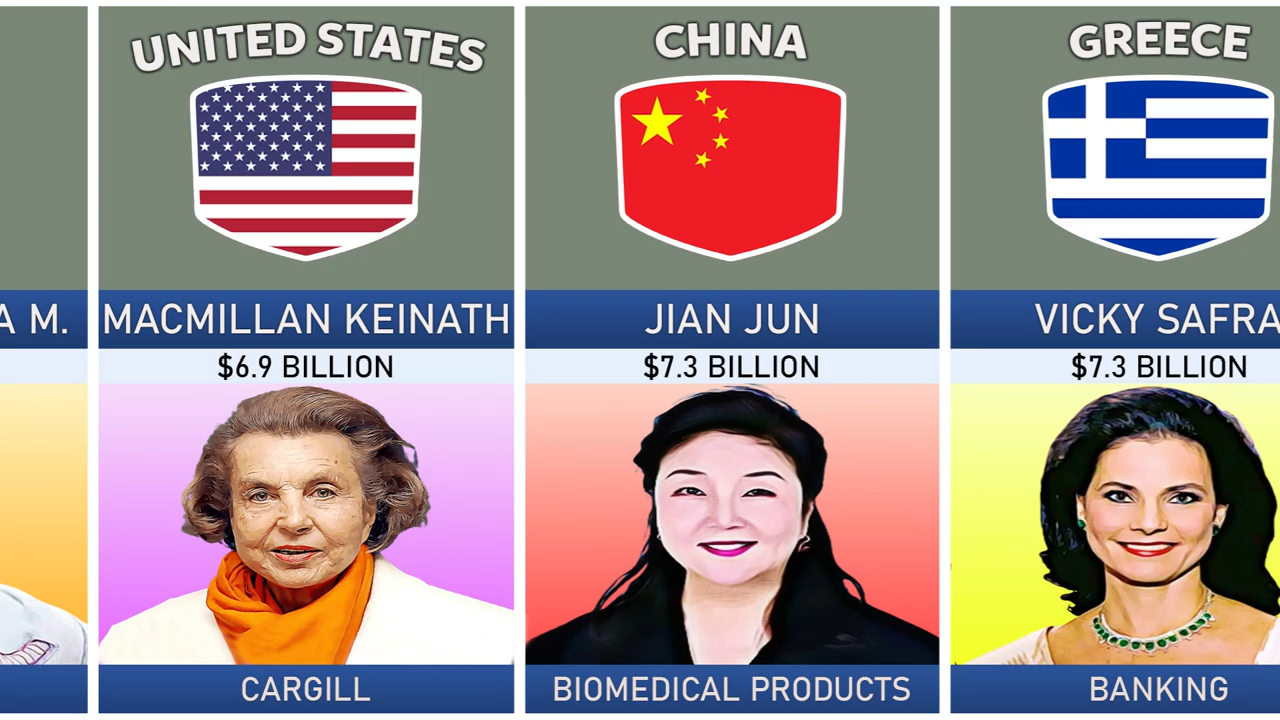 UNITED STATES
MACMILLAN KEINATH
$6.9 BILLION
CARGILL
CHINA
JIAN JUN
$7.3 BILLION
BIOMEDICAL PRODUCTS
GREECE
VICKY SAFRA
$7.3 BILLION
BANKING
A M.